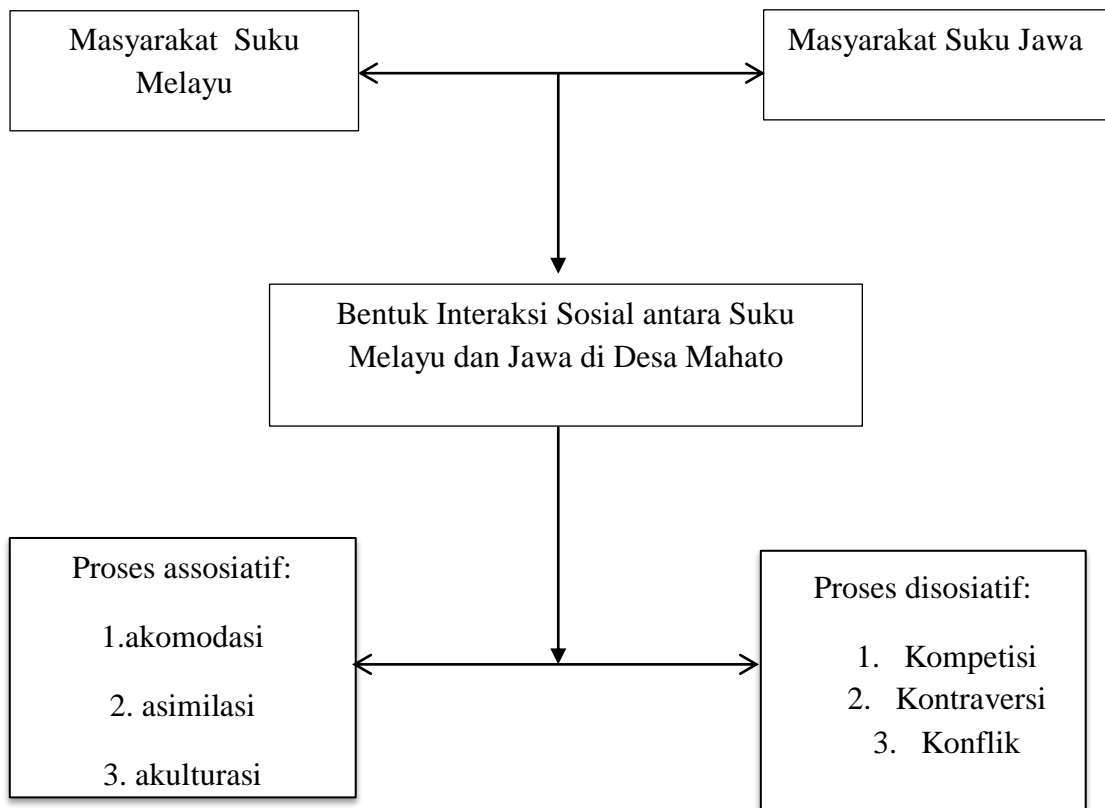 Masyarakat Suku
Melayu
Masyarakat Suku Jawa
Bentuk Interaksi Sosial antara Suku
Melayu dan Jawa di Desa Mahato
Proses assosiatif:
1.akomodasi
2. asimilasi
3. akulturasi
Proses disosiatif:
1. Kompetisi
2. Kontraversi
3. Konflik